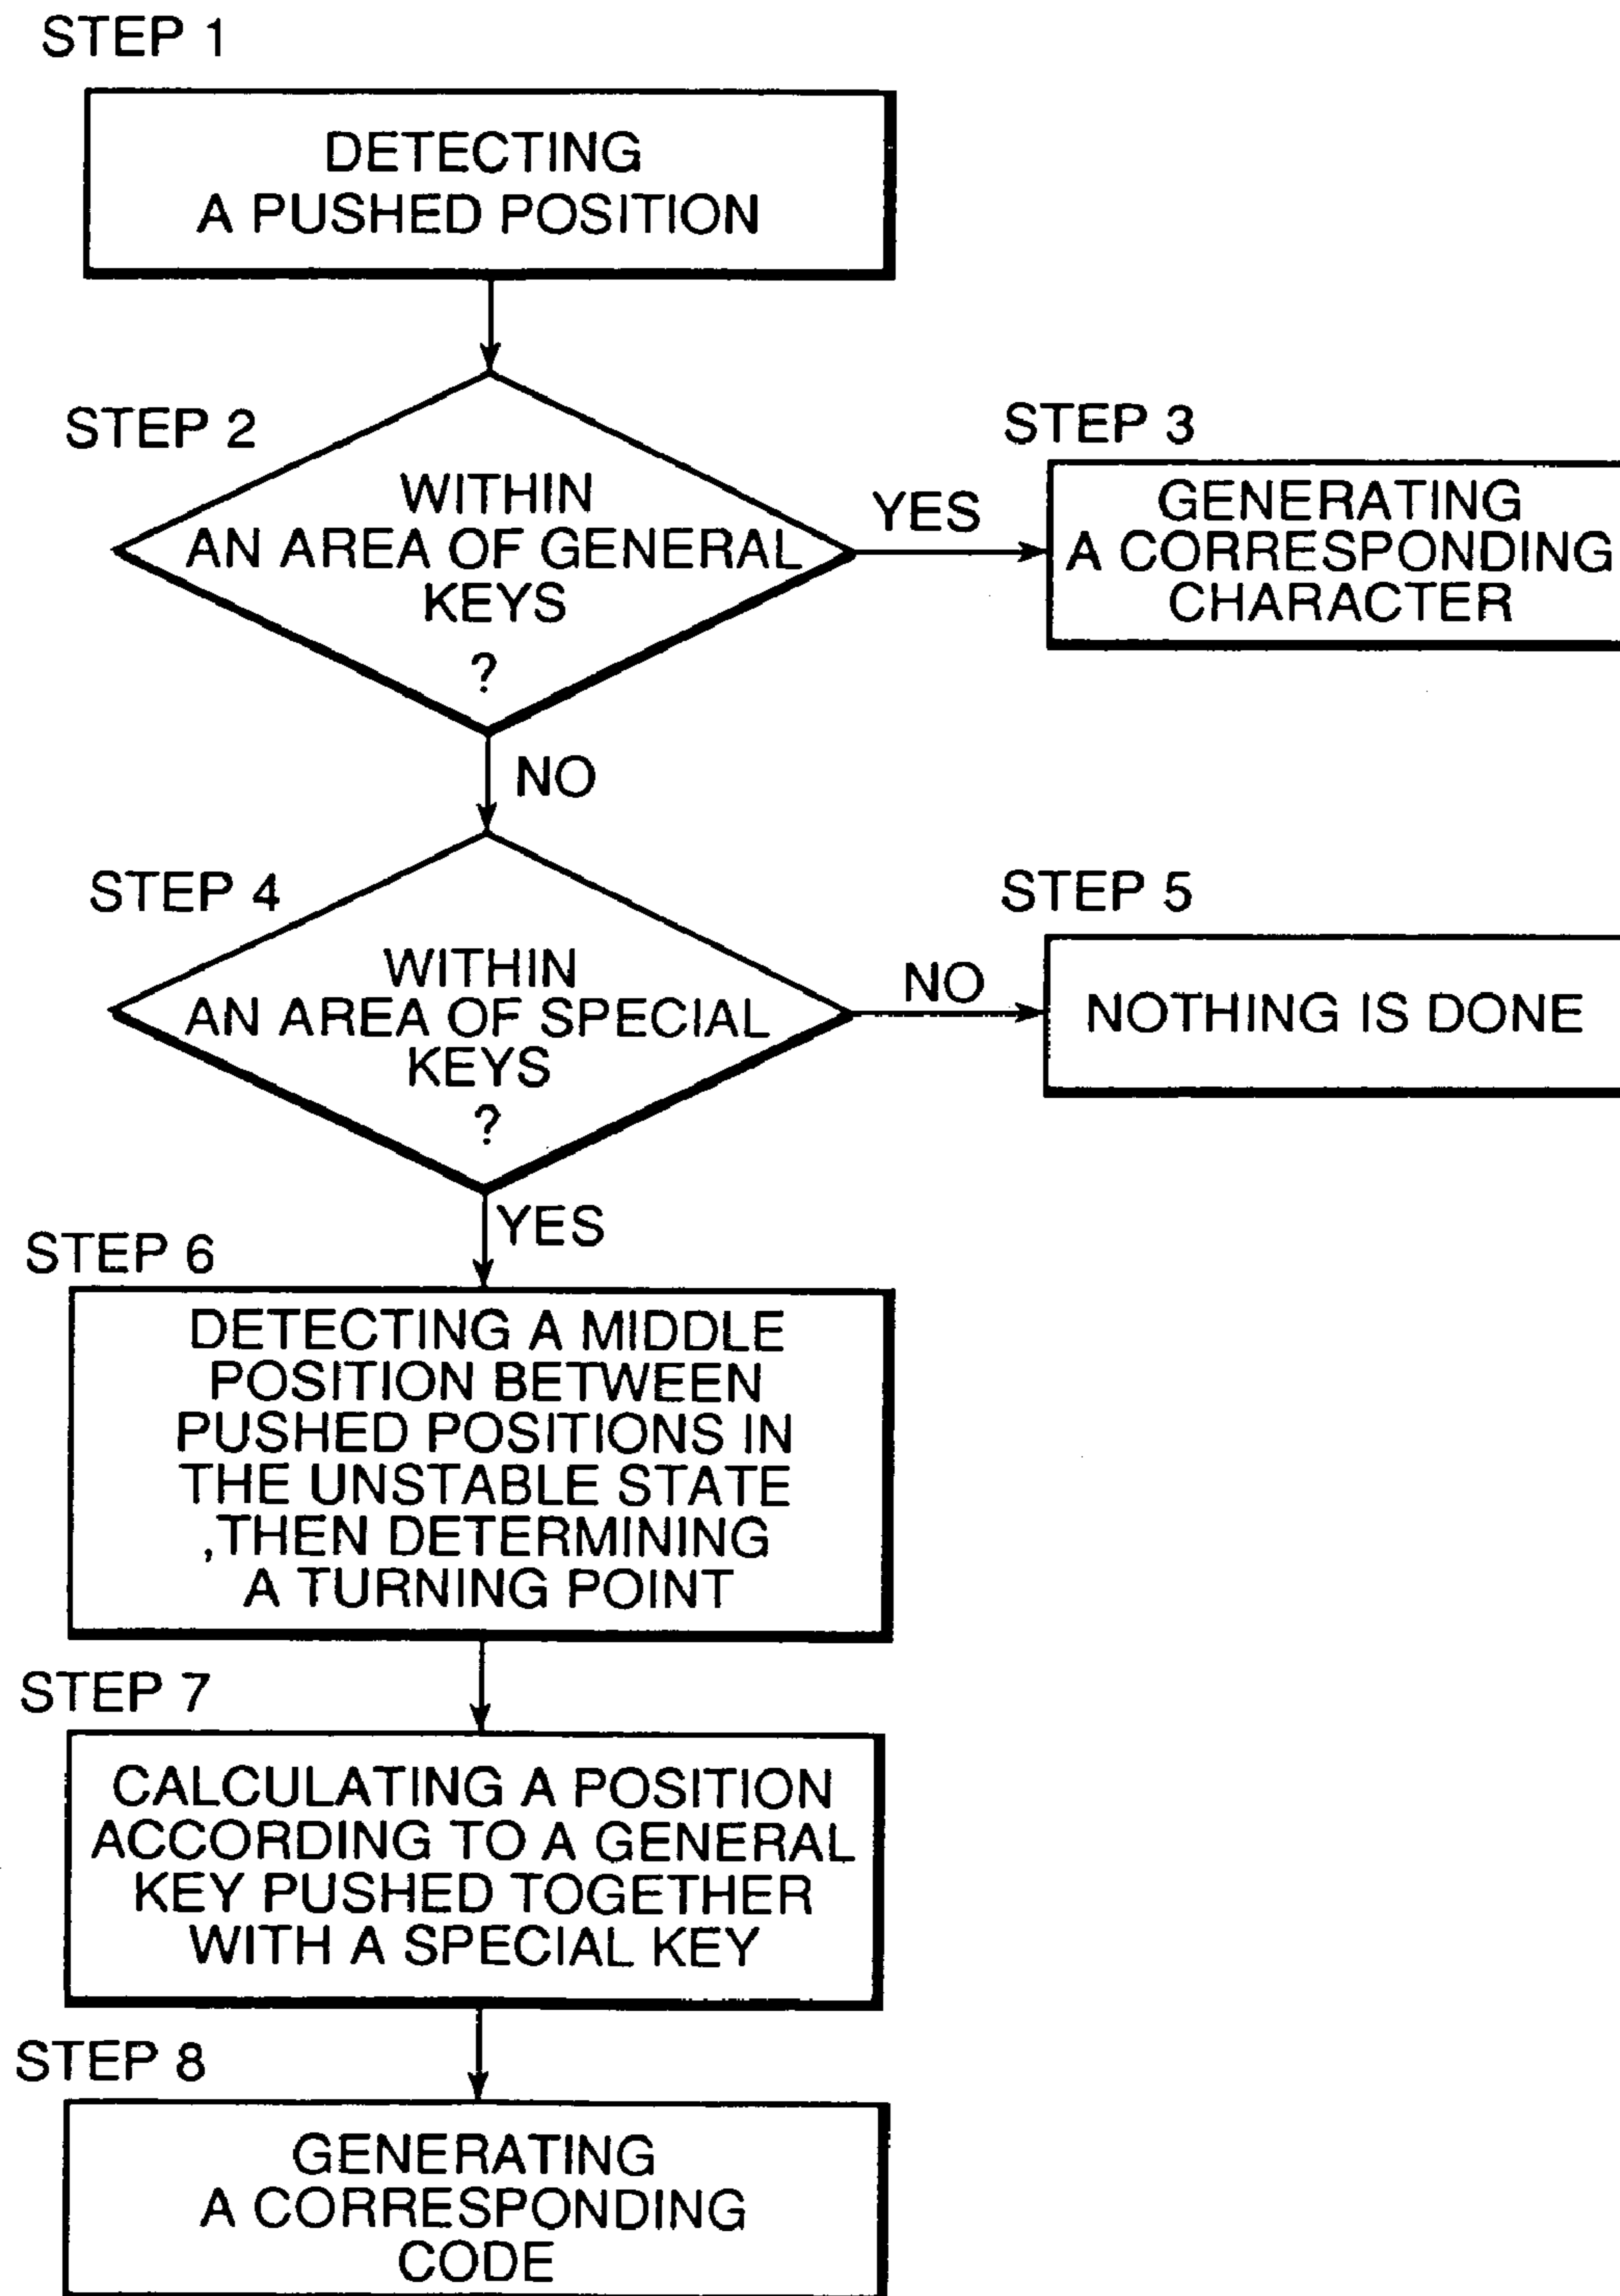 STEP 1
DETECTING
A PUSHED POSITION
STEP 2
WITHIN
AN AREA OF GENERAL
KEYS
?
YES
STEP 3
GENERATING
A CORRESPONDING
CHARACTER
NO
STEP 4
WITHIN
AN AREA OF SPECIAL
KEYS
?
NO
STEP 5
NOTHING IS DONE
YES
STEP 6
DETECTING A MIDDLE
POSITION BETWEEN
PUSHED POSITIONS IN
THE UNSTABLE STATE
,THEN DETERMINING
A TURNING POINT
STEP 7
CALCULATING A POSITION
ACCORDING TO A GENERAL
KEY PUSHED TOGETHER
WITH A SPECIAL KEY
STEP 8
GENERATING
A CORRESPONDING
CODE